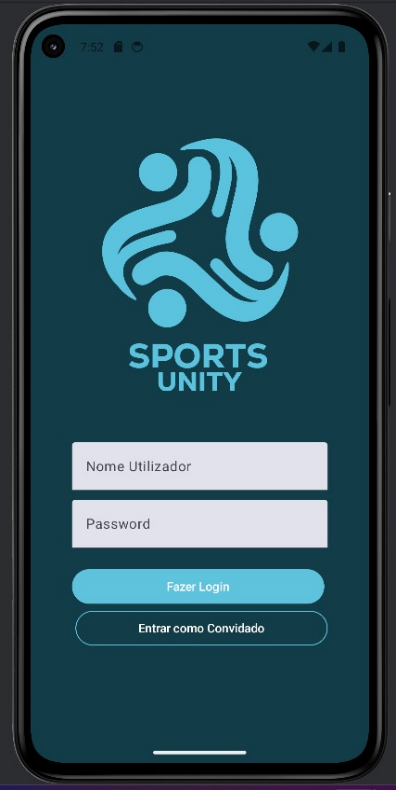 7:52
SPORTS
UNITY
Nome Utilizador
Password
Fazer Login
Entrar como Convidado